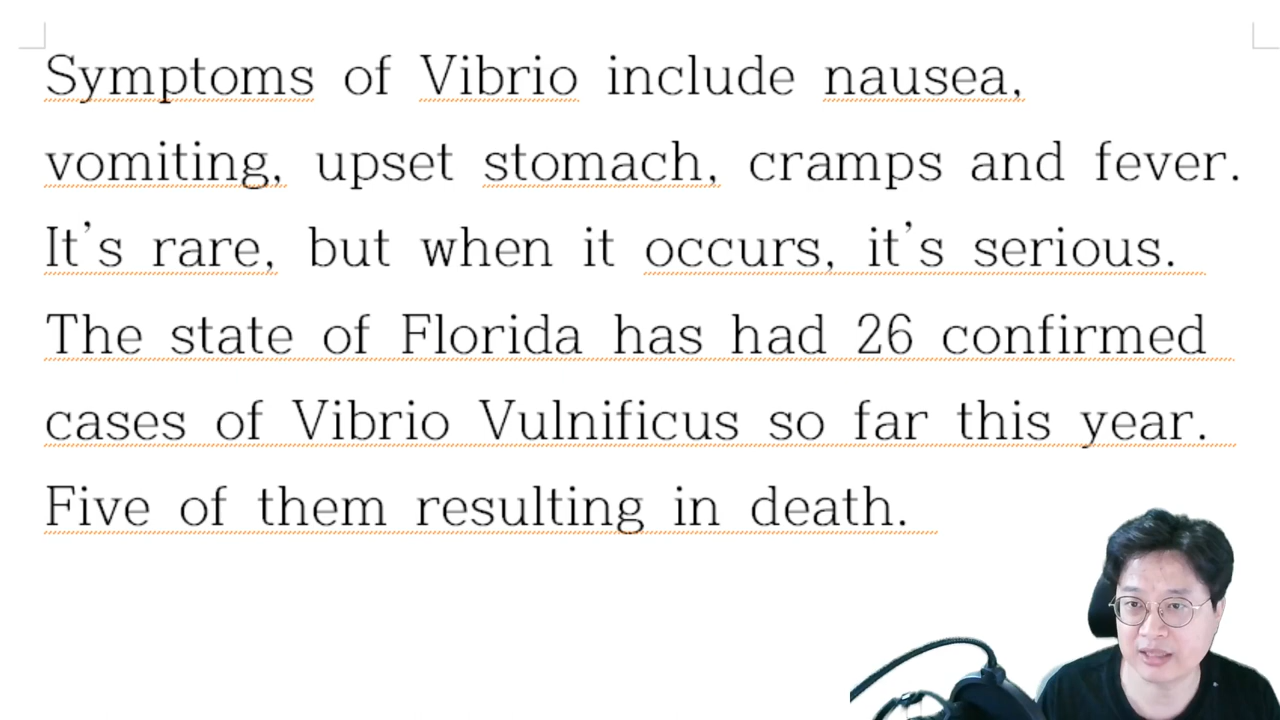 Symptoms of Vibrio include nausea,
vomiting, upset stomach, cramps and fever.
It's rare, but when it occurs, it's serious.
The state of Florida has had 26 confirmed
cases of Vibrio Vulnificus so far this year.
Five of them resulting in death.